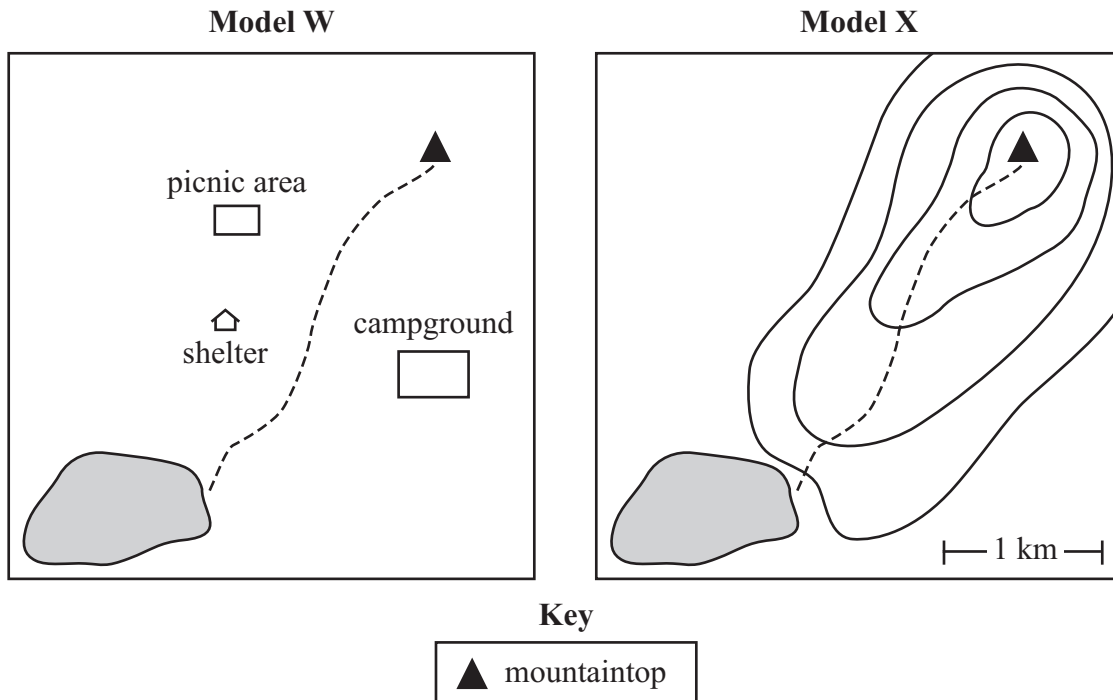 Model W
Model X
picnic area
shelter
campground
1 km
Key
mountaintop